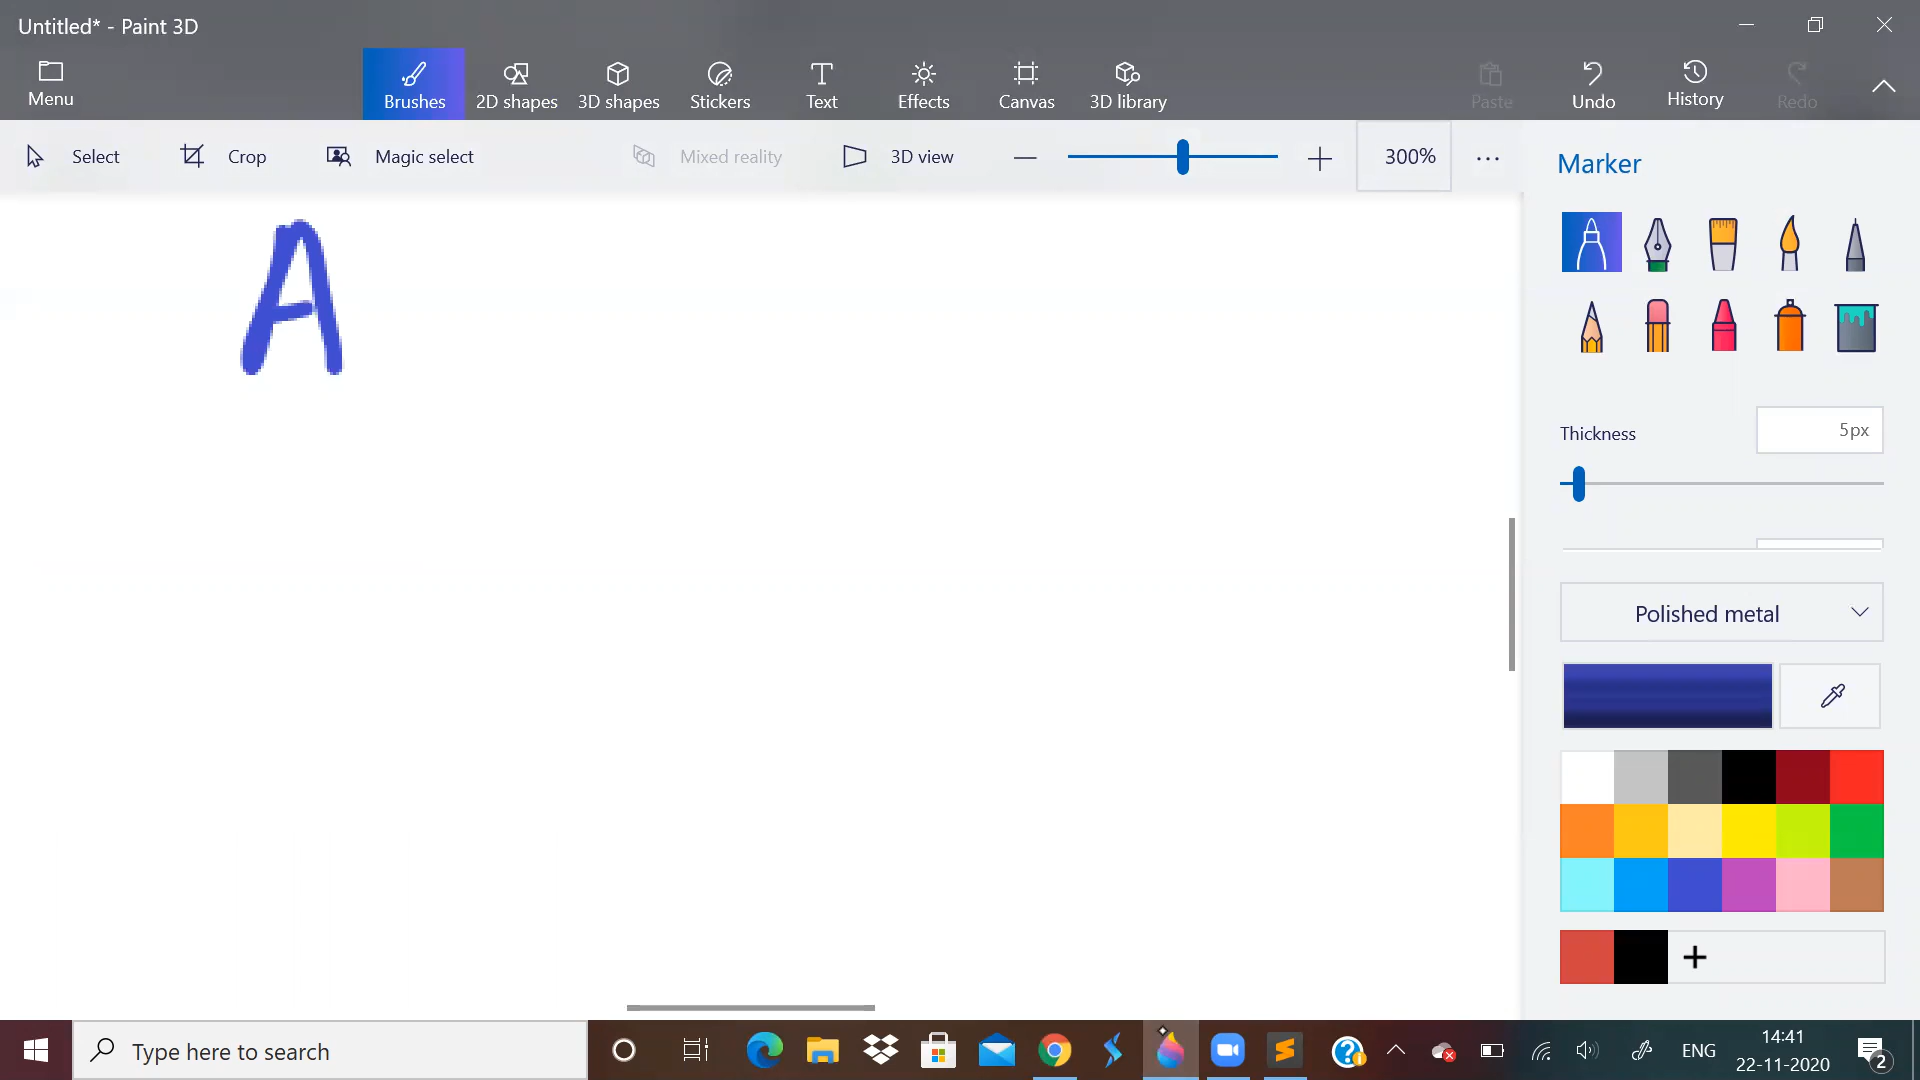 Untitled* - Paint 3D
Menu
Brushes
2D shapes
3D shapes
Stickers
Text
Effects
Canvas
3D library
Paste
Undo
History
Redo
Select
Crop
Magic select
Mixed reality
3D view
300%
Marker
A
Thickness
5px
Polished metal
Type here to search
ENG
14:41
22-11-2020
2